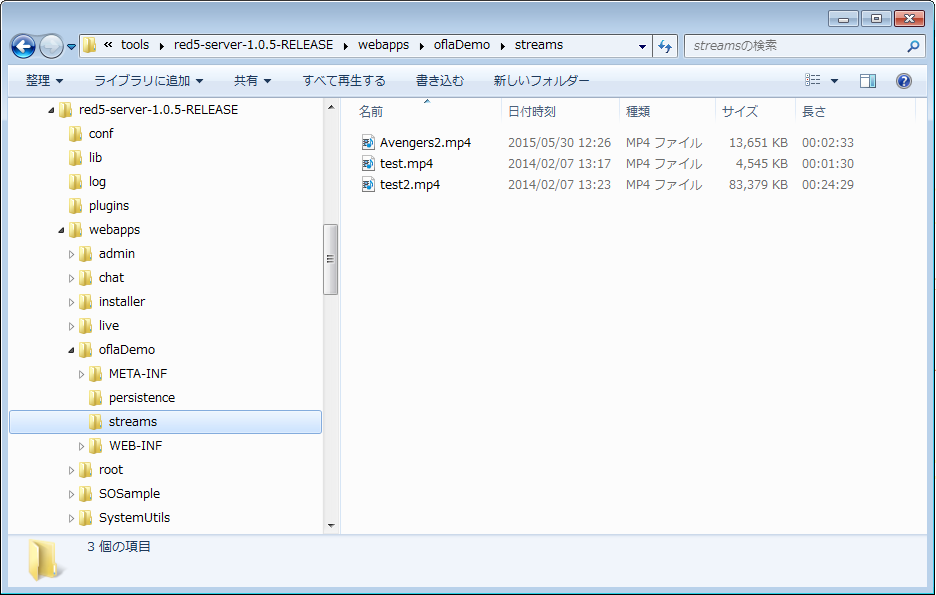 « tools ▸ red5-server-1.0.5-RELEASE ▸ webapps ▸ oflaDemo ▸ streams
streamsの検索
整理 ライブラリに追加 共有 すべて再生する 書き込む 新しいフォルダー
red5-server-1.0.5-RELEASE
conf
lib
log
plugins
webapps
admin
chat
installer
live
oflaDemo
META-INF
persistence
streams
WEB-INF
root
SOSample
SystemUtils
名前 日付時刻 種類 サイズ 長さ
Avengers2.mp4 2015/05/30 12:26 MP4 ファイル 13,651 KB 00:02:33
test.mp4 2014/02/07 13:17 MP4 ファイル 4,545 KB 00:01:30
test2.mp4 2014/02/07 13:23 MP4 ファイル 83,379 KB 00:24:29
3 個の項目